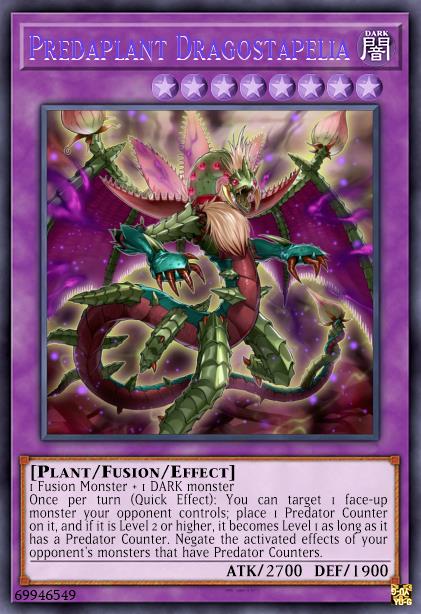 Predaplant Dragostapelia
DARK
闇
[Plant/Fusion/Effect]
1 Fusion Monster + 1 DARK monster
Once per turn (Quick Effect): You can target 1 face-up
monster your opponent controls; place 1 Predator Counter
on it, and if it is Level 2 or higher, it becomes Level 1 as long as it
has a Predator Counter. Negate the activated effects of your
opponent's monsters that have Predator Counters.
ATK/2700 DEF/1900
69946549